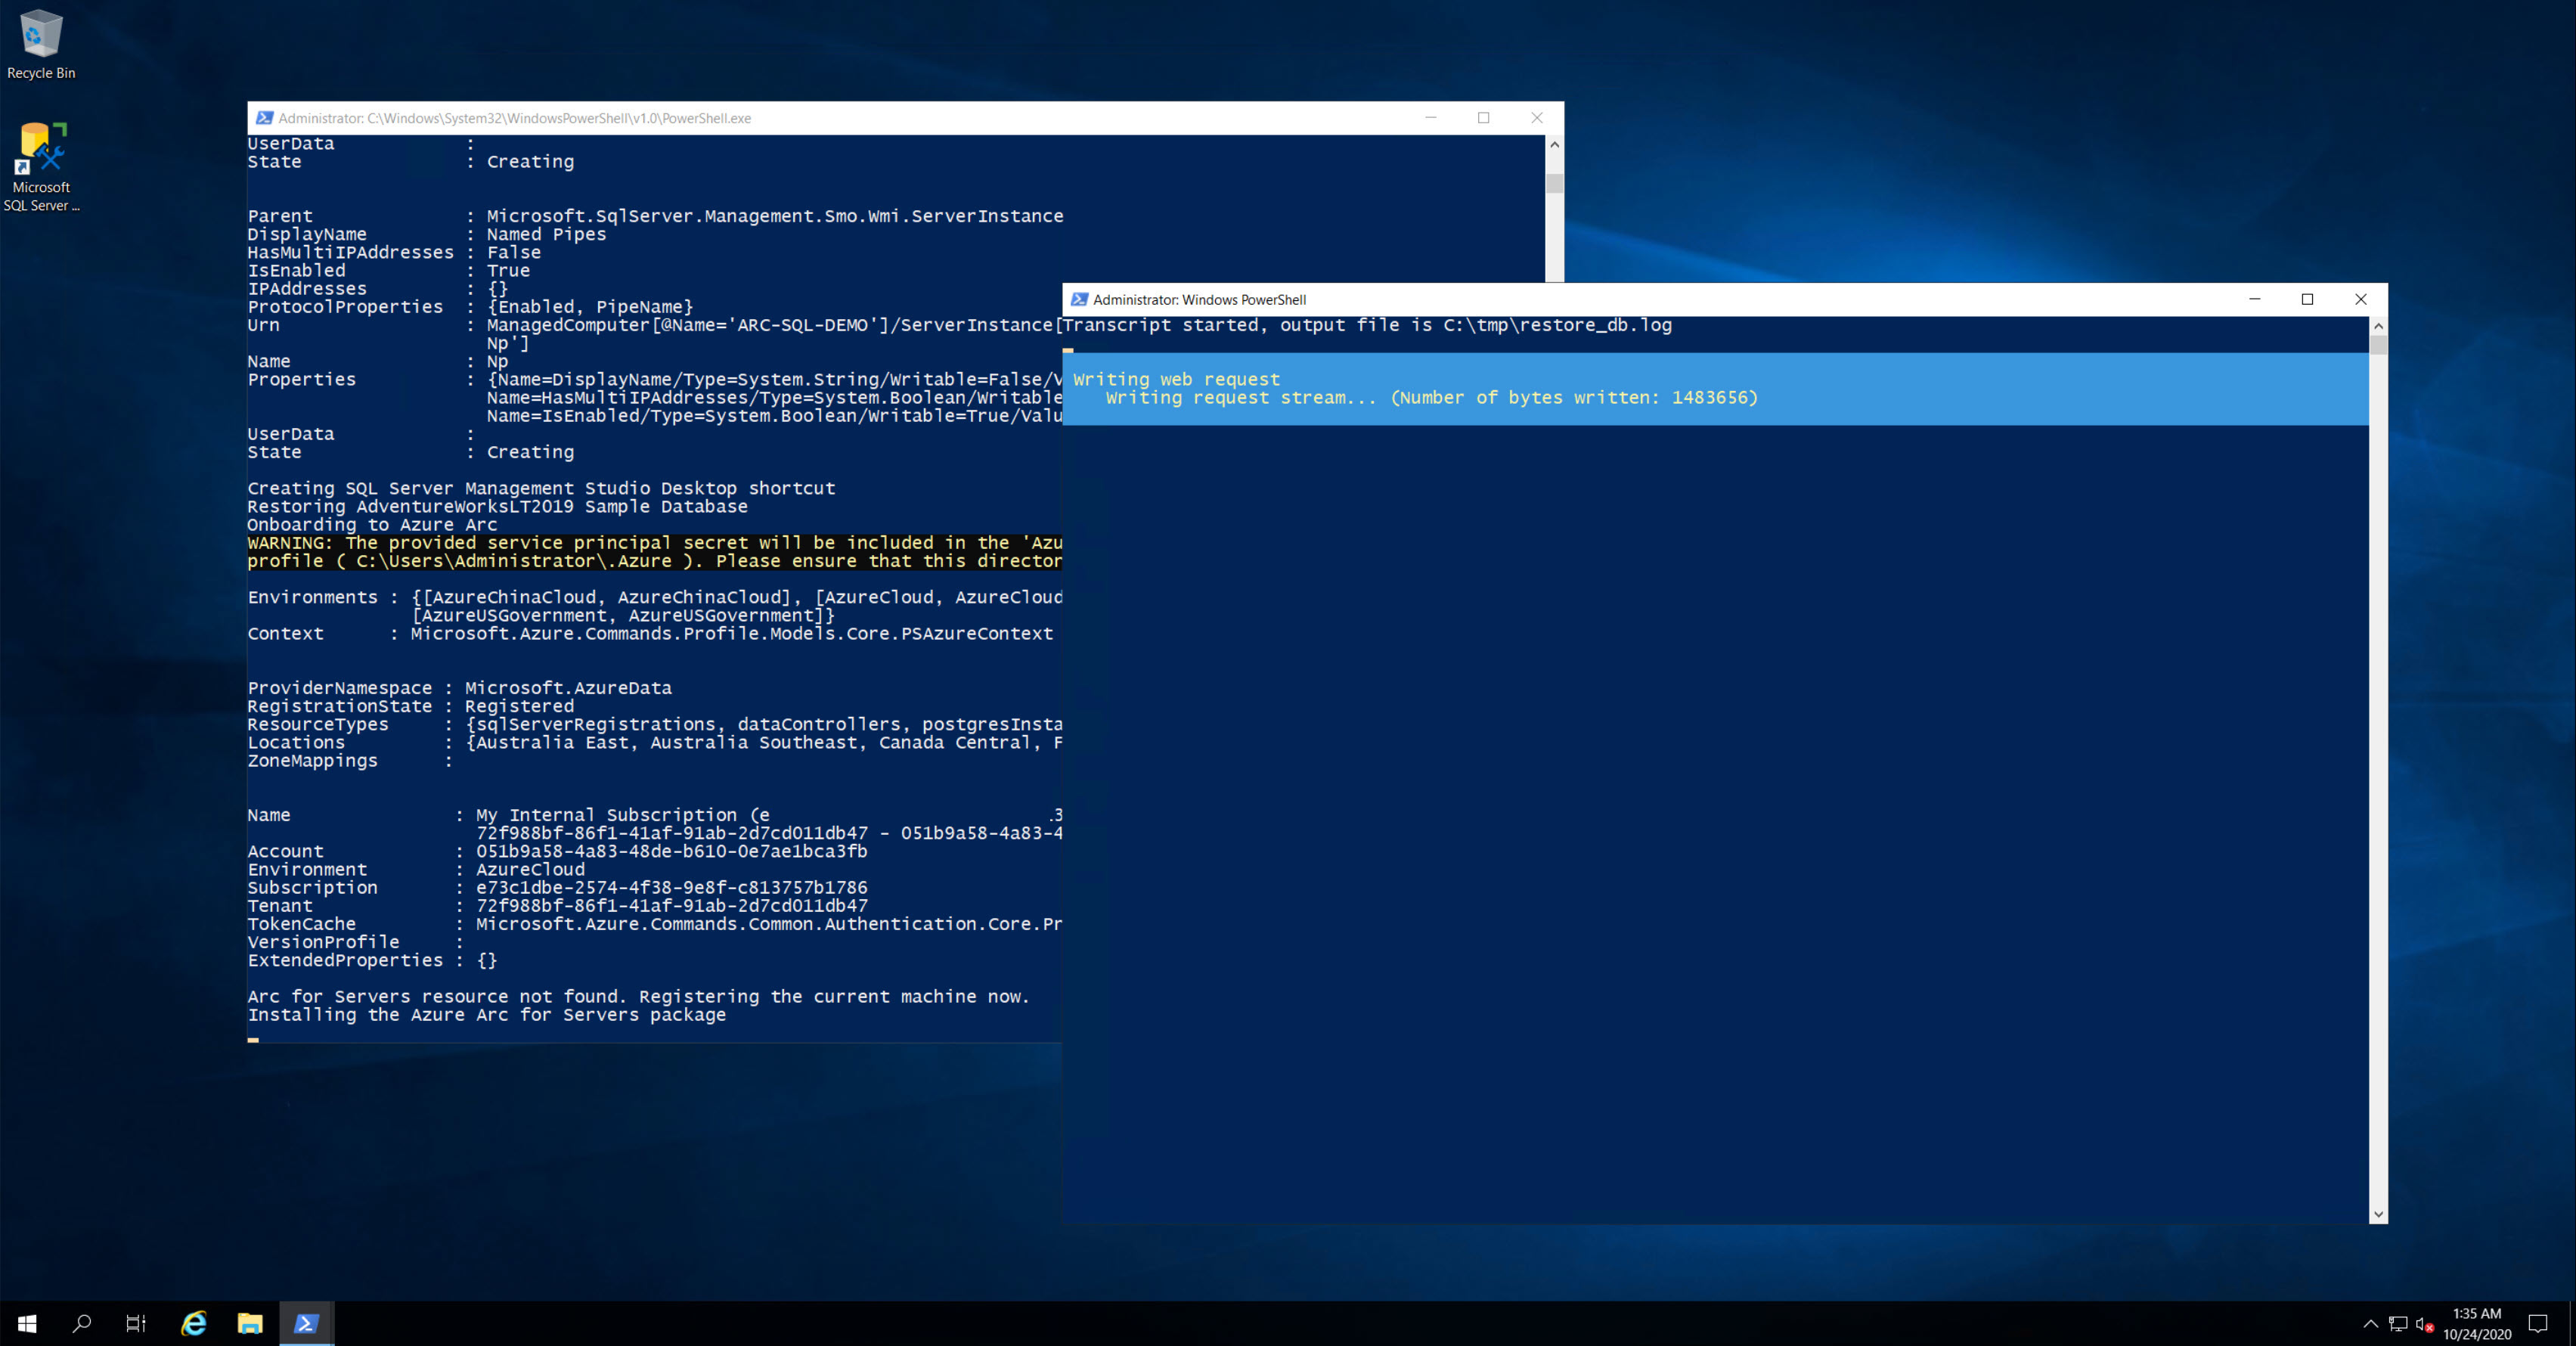 Recycle Bin
Microsoft
SQL Server ...
Administrator: C:\Windows\System32\WindowsPowerShell\v1.0\PowerShell.exe
UserData            :
State               : Creating
Parent              : Microsoft.SqlServer.Management.Smo.Wmi.ServerInstance
DisplayName         : Named Pipes
HasMultiIPAddresses : False
IsEnabled           : True
IPAddresses         : {}
ProtocolProperties  : {Enabled, PipeName}
Urn                 : ManagedComputer[@Name='ARC-SQL-DEMO']/ServerInstance[
Np']
Name                : Np
Properties          : {Name=DisplayName/Type=System.String/Writable=False/V
Name=HasMultiIPAddresses/Type=System.Boolean/Writable
Name=IsEnabled/Type=System.Boolean/Writable=True/Valu
UserData            :
State               : Creating
Creating SQL Server Management Studio Desktop shortcut
Restoring AdventureWorksLT2019 Sample Database
Onboarding to Azure Arc
WARNING: The provided service principal secret will be included in the 'Azu
profile ( C:\Users\Administrator\.Azure ). Please ensure that this director
Environments : {[AzureChinaCloud, AzureChinaCloud], [AzureCloud, AzureCloud
[AzureUSGovernment, AzureUSGovernment]}
Context      : Microsoft.Azure.Commands.Profile.Models.Core.PSAzureContext
ProviderNamespace : Microsoft.AzureData
RegistrationState : Registered
ResourceTypes     : {sqlServerRegistrations, dataControllers, postgresInsta
Locations         : {Australia East, Australia Southeast, Canada Central, F
ZoneMappings      :
Name               : My Internal Subscription (e .3
72f988bf-86f1-41af-91ab-2d7cd011db47 - 051b9a58-4a83-4
Account            : 051b9a58-4a83-48de-b610-0e7ae1bca3fb
Environment        : AzureCloud
Subscription       : e73c1dbe-2574-4f38-9e8f-c813757b1786
Tenant             : 72f988bf-86f1-41af-91ab-2d7cd011db47
TokenCache         : Microsoft.Azure.Commands.Common.Authentication.Core.Pr
VersionProfile     :
ExtendedProperties : {}
Arc for Servers resource not found. Registering the current machine now.
Installing the Azure Arc for Servers package
Administrator: Windows PowerShell
Transcript started, output file is C:\tmp\restore_db.log
Writing web request
Writing request stream... (Number of bytes written: 1483656)
1:35 AM
10/24/2020